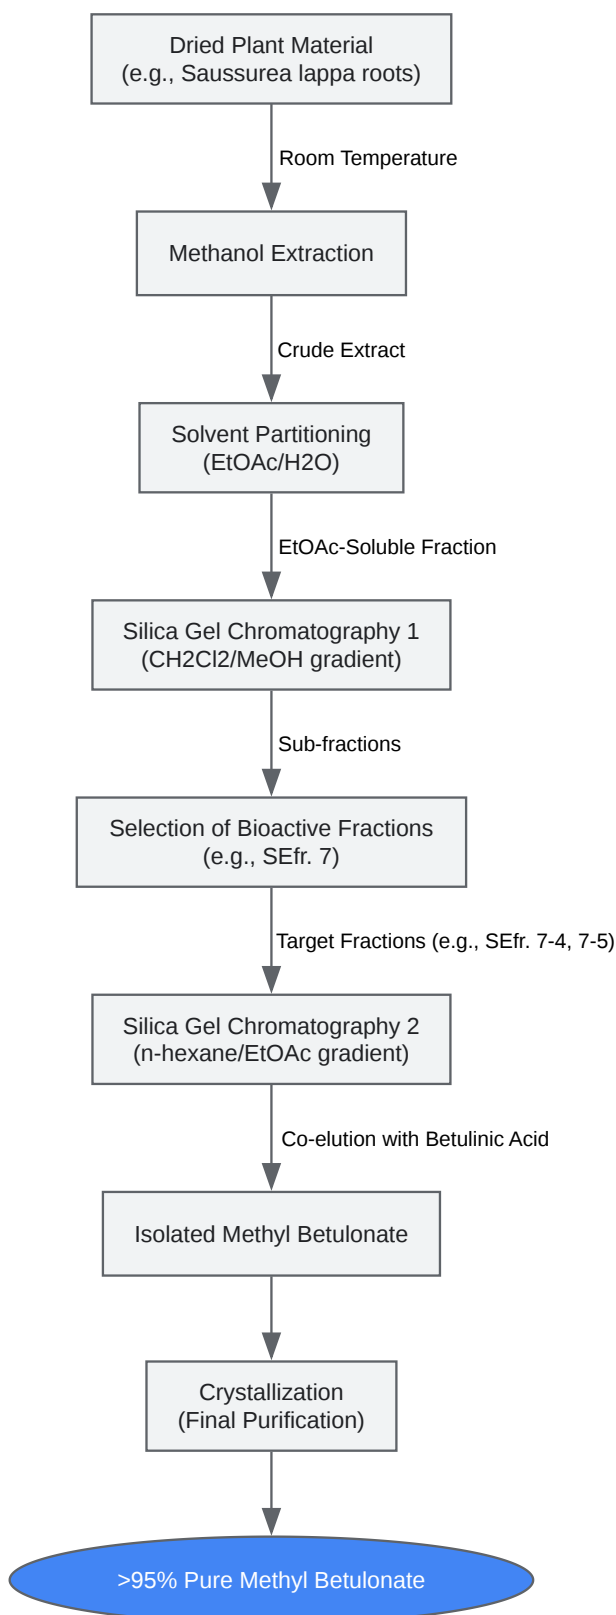 Dried Plant Material
(e.g., Saussurea lappa roots)
Room Temperature
Methanol Extraction
Crude Extract
Solvent Partitioning
(EtOAc/H2O)
EtOAc-Soluble Fraction
Silica Gel Chromatography 1
(CH2Cl2/MeOH gradient)
Sub-fractions
Selection of Bioactive Fractions
(e.g., SEfr. 7)
Target Fractions (e.g., SEfr. 7-4, 7-5)
Silica Gel Chromatography 2
(n-hexane/EtOAc gradient)
Co-elution with Betulinic Acid
Isolated Methyl Betulonate
Crystallization
(Final Purification)
>95% Pure Methyl Betulonate